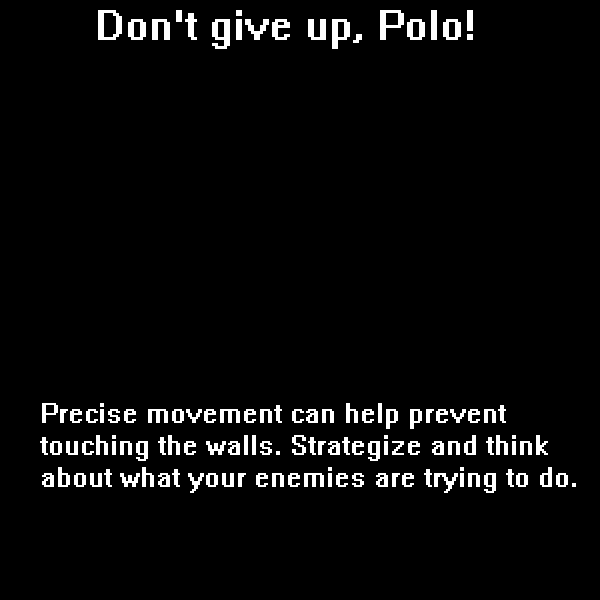 Don't give up, Polo!
Precise movement can help prevent
touching the walls. Strategize and think
about what your enemies are trying to do.